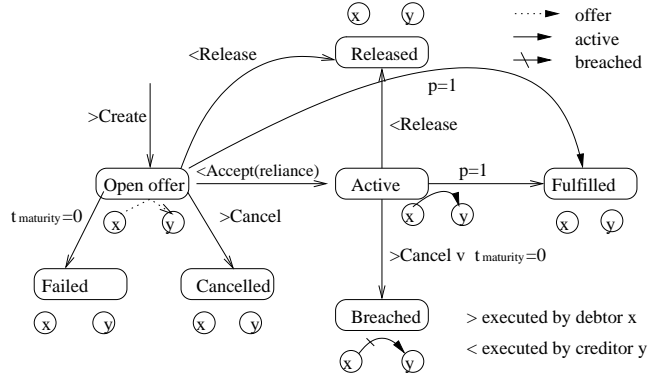 x y
offer
active
breached
Released
<Release
p=1
>Create
<Release
<Accept(reliance)
p=1
Open offer
Active
Fulfilled
x y
x y
x y
t maturity=0
>Cancel
>Cancel v t maturity=0
Failed
Cancelled
x y
x y
Breached
> executed by debtor x
x y
< executed by creditor y